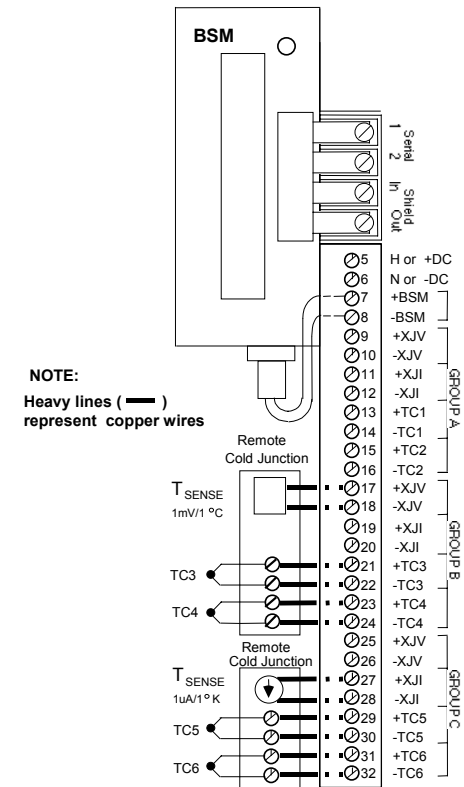 BSM
1
2
Serial
In
Out
Shield
5 H or +DC
6 N or -DC
7 +BSM
8 -BSM
9 +XJV
10 -XJV
11 +XJI
12 -XJI
13 +TC1
14 -TC1
15 +TC2
16 -TC2
GROUP A
17 +XJV
18 -XJV
19 +XJI
20 -XJI
21 +TC3
22 -TC3
23 +TC4
24 -TC4
GROUP B
25 +XJV
26 -XJV
27 +XJI
28 -XJI
29 +TC5
30 -TC5
31 +TC6
32 -TC6
GROUP C
NOTE:
Heavy lines ( )
represent copper wires
Remote
Cold Junction
T SENSE
1mV/1 °C
TC3
TC4
Remote
Cold Junction
T SENSE
1uA/1° K
TC5
TC6